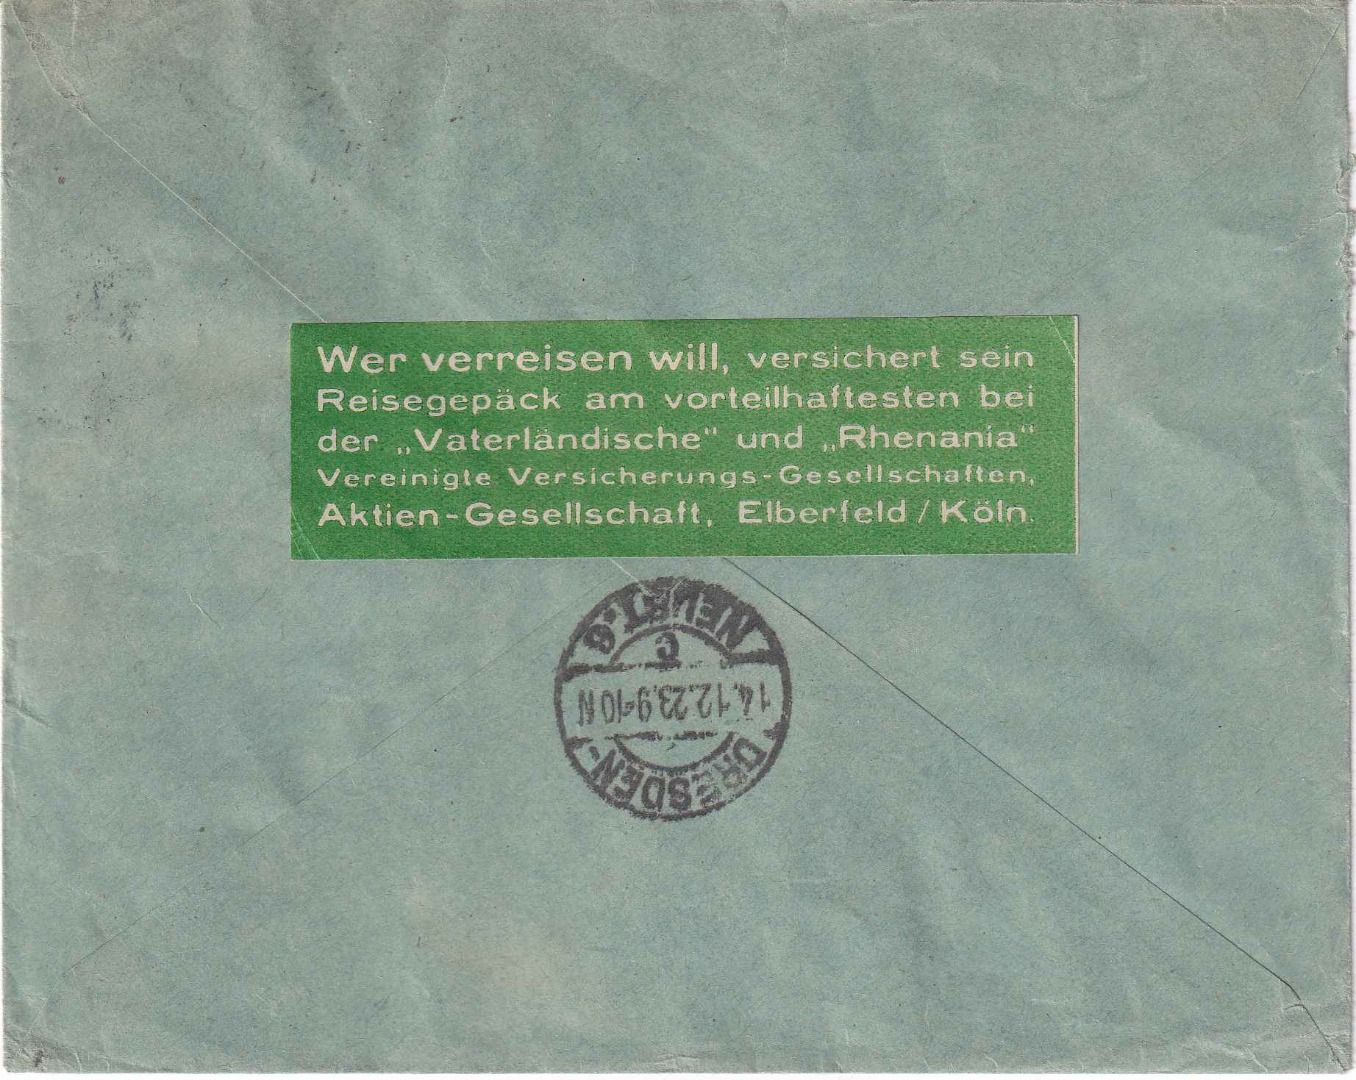 Wer verreisen will, versichert sein
Reisegepäck am vorteilhaftesten bei
der „Vaterländische“ und „Rhenania“
Vereinigte Versicherungs-Gesellschaften,
Aktien-Gesellschaft, Elberfeld / Köln.
DRESDEN-
14.12.23.9-10 N
c
NEUST.6